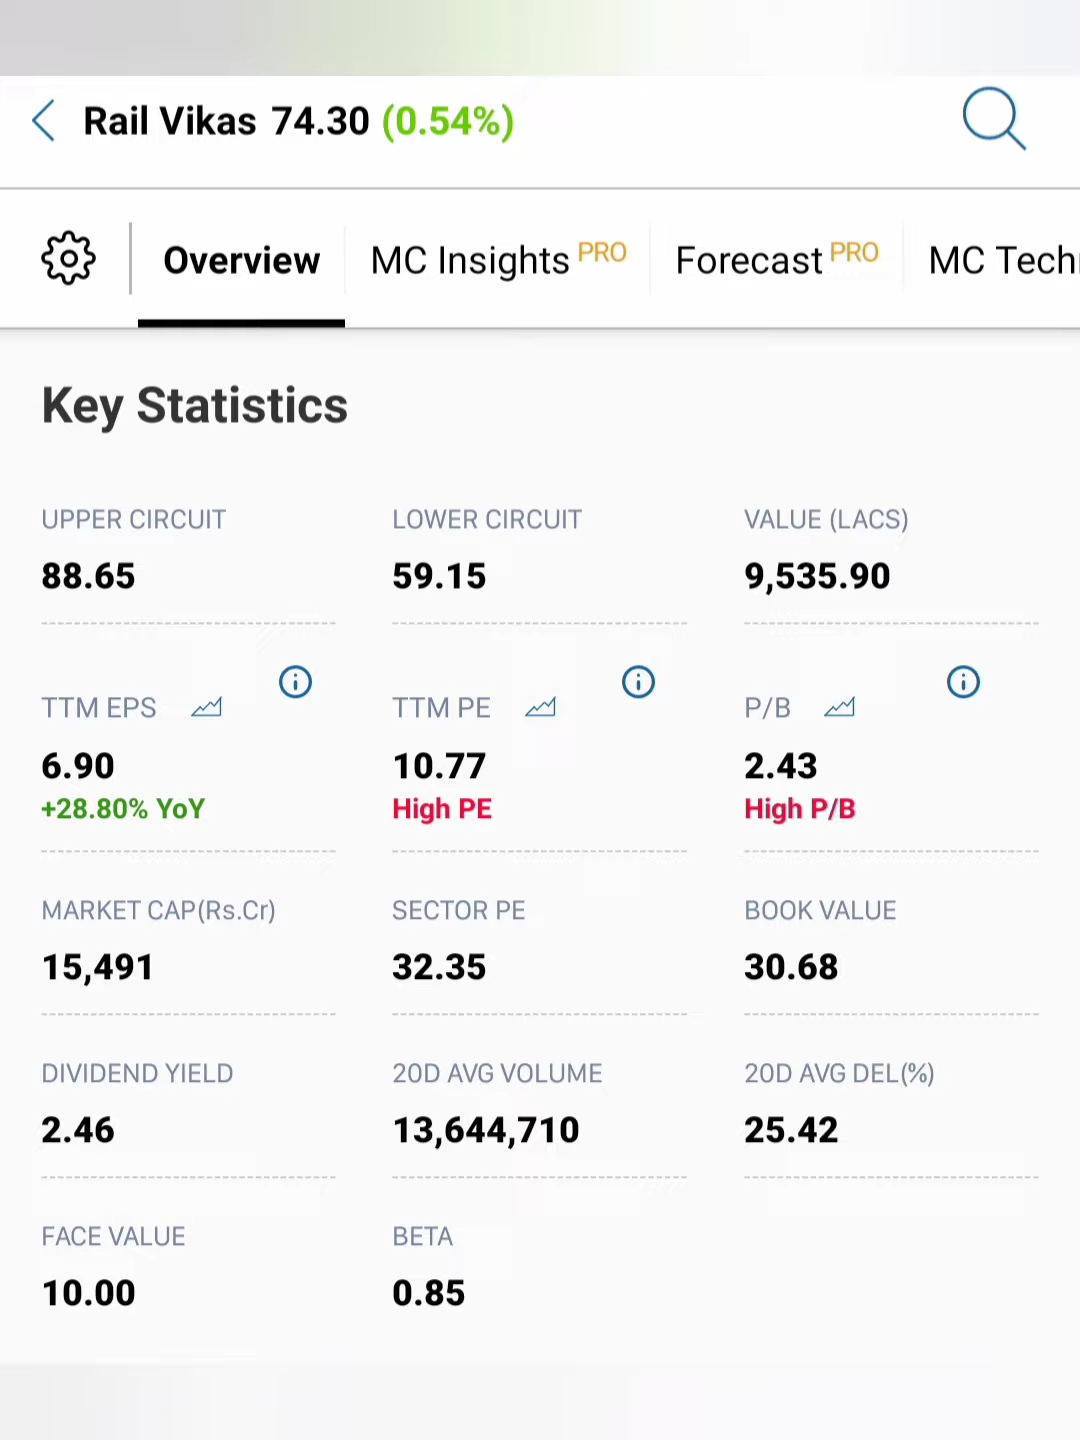 Rail Vikas 74.30 (0.54%)
Overview MC Insights PRO Forecast PRO MC Tech
Key Statistics
UPPER CIRCUIT LOWER CIRCUIT VALUE (LACS)
88.65 59.15 9,535.90
TTM EPS TTM PE P/B
6.90 10.77 2.43
+28.80% YoY High PE High P/B
MARKET CAP(Rs.Cr) SECTOR PE BOOK VALUE
15,491 32.35 30.68
DIVIDEND YIELD 20D AVG VOLUME 20D AVG DEL(%)
2.46 13,644,710 25.42
FACE VALUE BETA
10.00 0.85